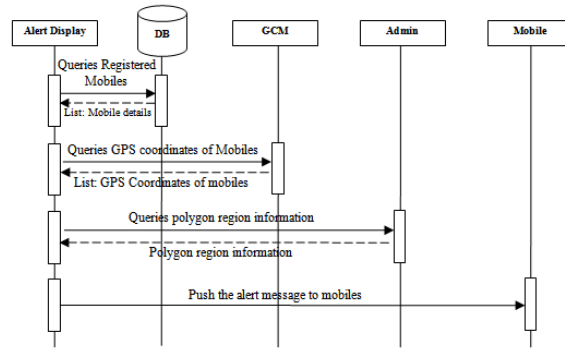 Alert Display
DB
GCM
Admin
Mobile
Queries Registered
Mobiles
List: Mobile details
Queries GPS coordinates of Mobiles
List: GPS Coordinates of mobiles
Queries polygon region information
Polygon region information
Push the alert message to mobiles